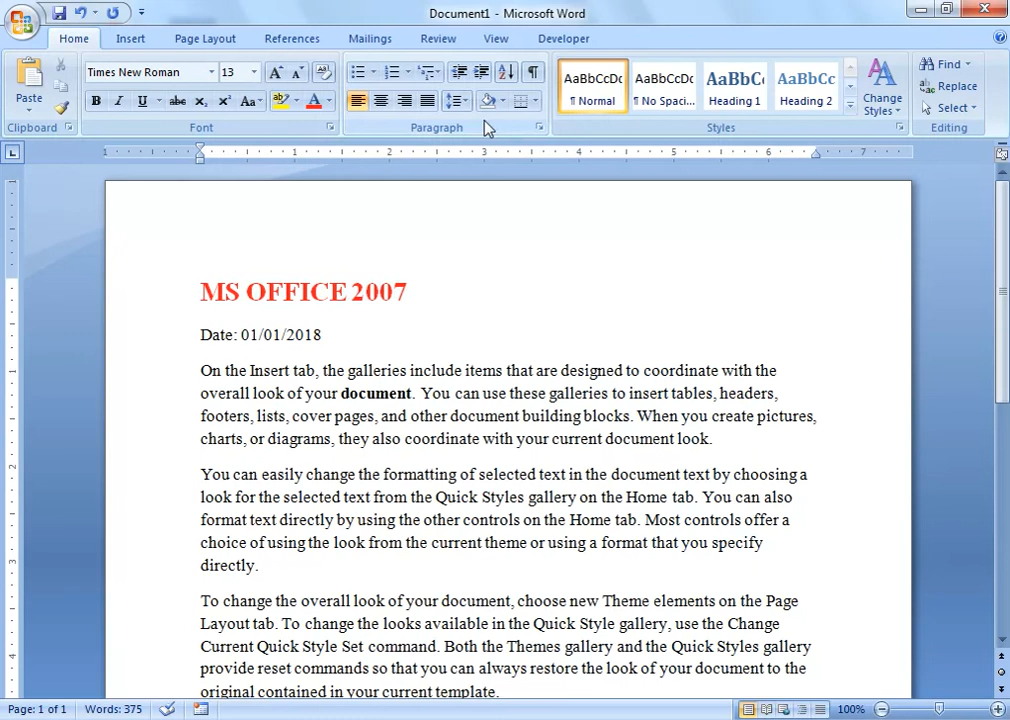 Document1 - Microsoft Word
Home Insert Page Layout References Mailings Review View Developer
Paste
Clipboard
Times New Roman 13
B I U abc x₂ x² Aa A
Font
Paragraph
AaBbCcDc AaBbCcDc AaBbC AaBbCc
¶ Normal ¶ No Spaci... Heading 1 Heading 2
Styles
Change
Styles
Find
Replace
Select
Editing
1 1 2 3 4 5 6 7
MS OFFICE 2007
Date: 01/01/2018
On the Insert tab, the galleries include items that are designed to coordinate with the
overall look of your document. You can use these galleries to insert tables, headers,
footers, lists, cover pages, and other document building blocks. When you create pictures,
charts, or diagrams, they also coordinate with your current document look.
You can easily change the formatting of selected text in the document text by choosing a
look for the selected text from the Quick Styles gallery on the Home tab. You can also
format text directly by using the other controls on the Home tab. Most controls offer a
choice of using the look from the current theme or using a format that you specify
directly.
To change the overall look of your document, choose new Theme elements on the Page
Layout tab. To change the looks available in the Quick Style gallery, use the Change
Current Quick Style Set command. Both the Themes gallery and the Quick Styles gallery
provide reset commands so that you can always restore the look of your document to the
original contained in your current template.
Page: 1 of 1 Words: 375 100%